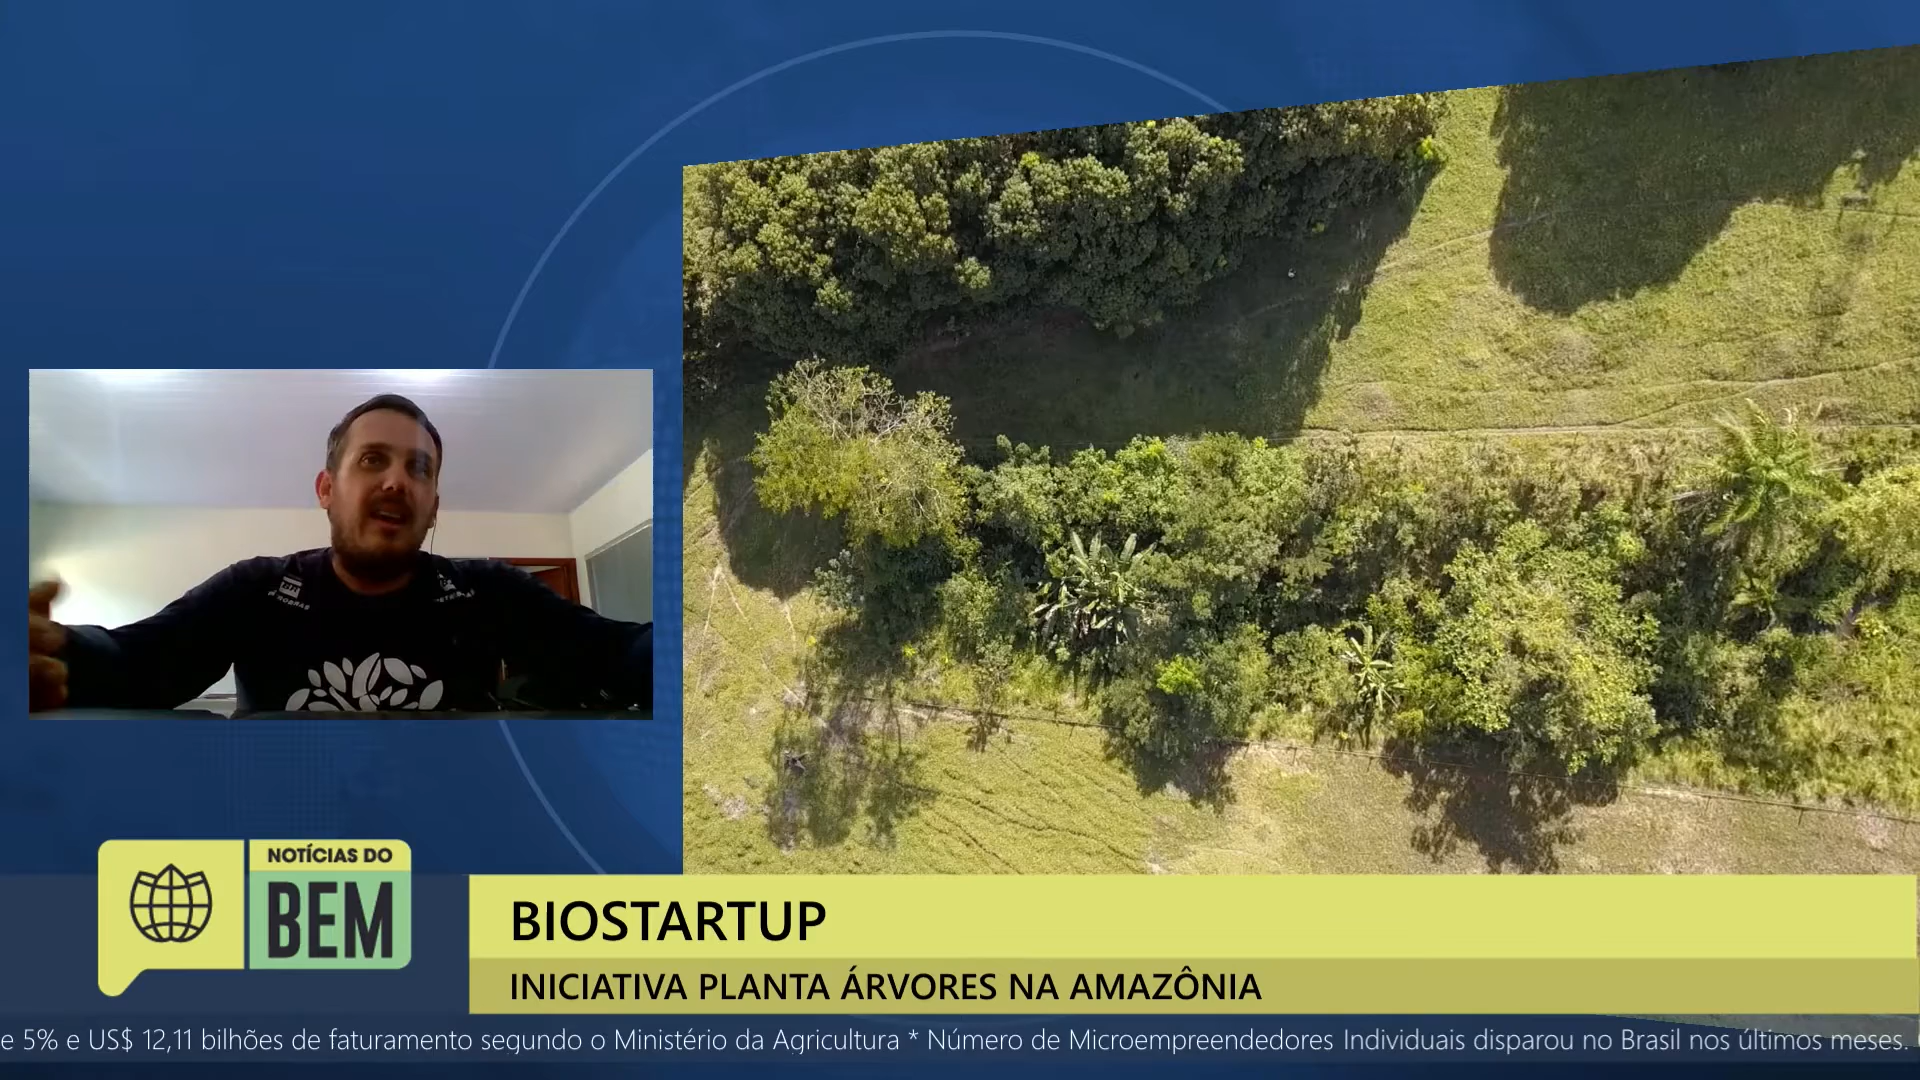 NOTÍCIAS DO
BEM
BIOSTARTUP
INICIATIVA PLANTA ÁRVORES NA AMAZÔNIA
e 5% e US$ 12,11 bilhões de faturamento segundo o Ministério da Agricultura * Número de Microempreendedores Individuais disparou no Brasil nos últimos meses.